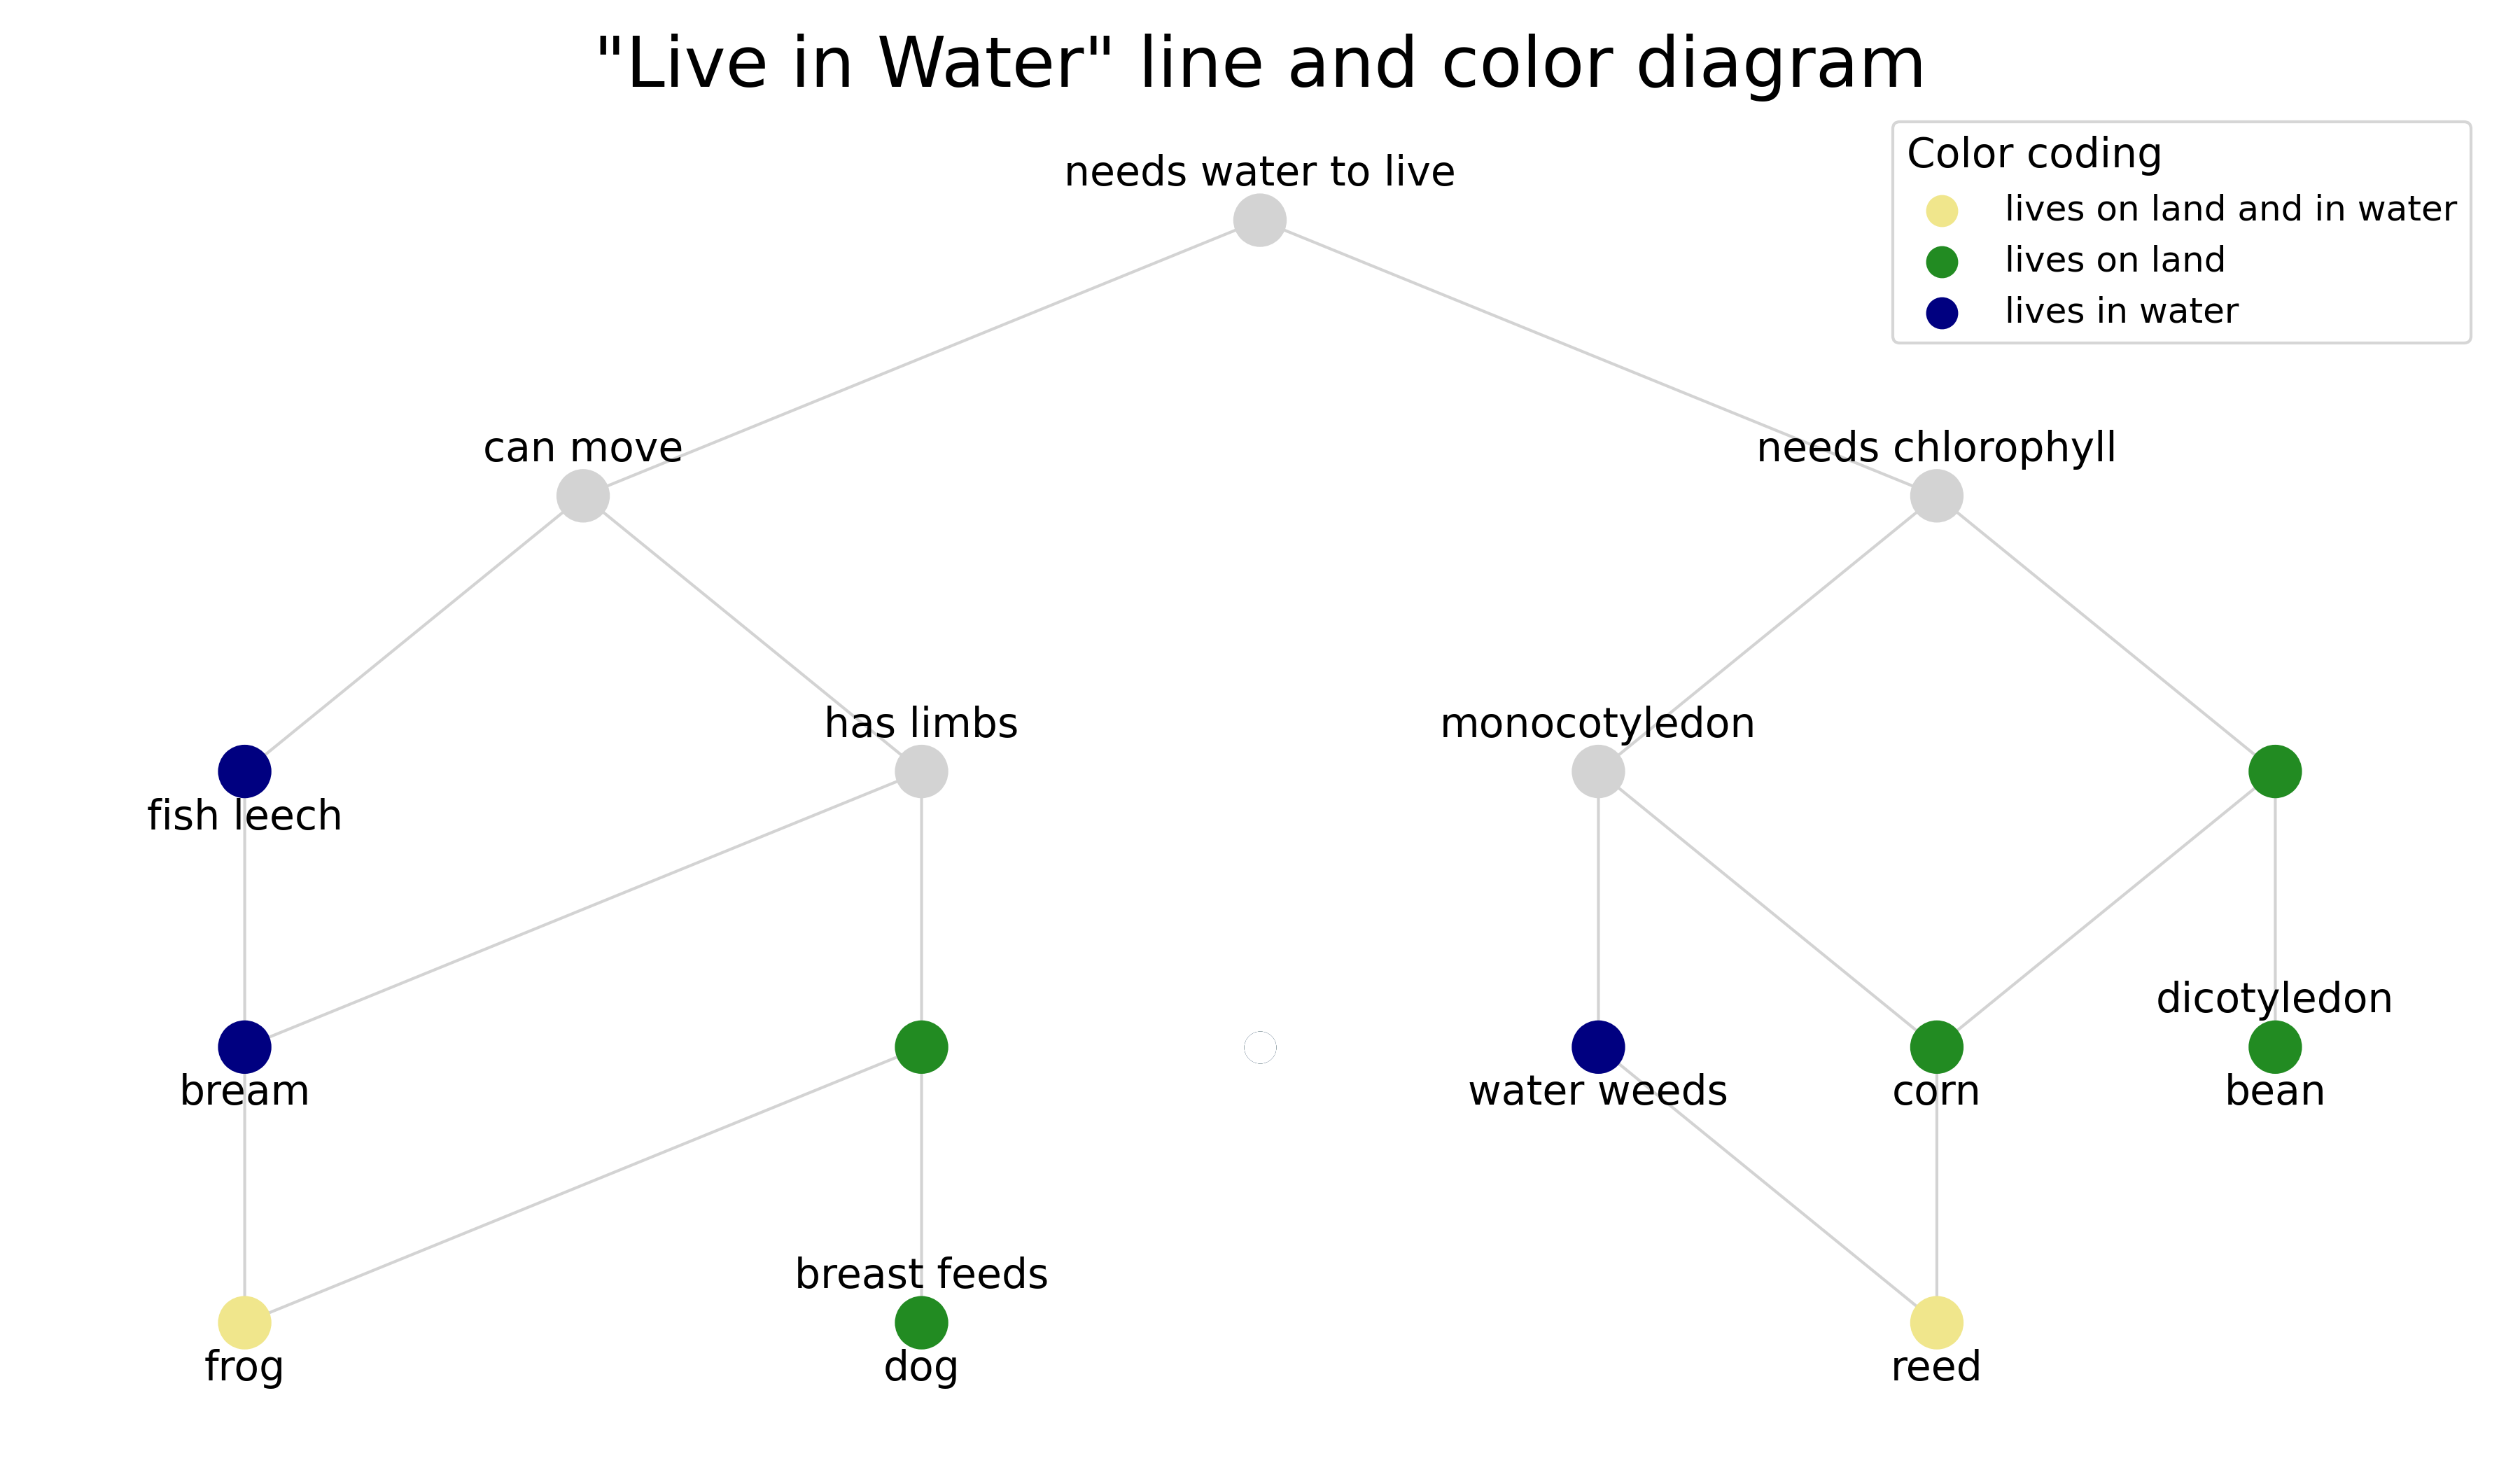 "Live in Water" line and color diagram
Color coding
needs water to live
lives on land and in water
lives on land
lives in water
can move
needs chlorophyll
has limbs
monocotyledon
fish leech
dicotyledon
bream
water weeds
corn
bean
breast feeds
frog
dog
reed